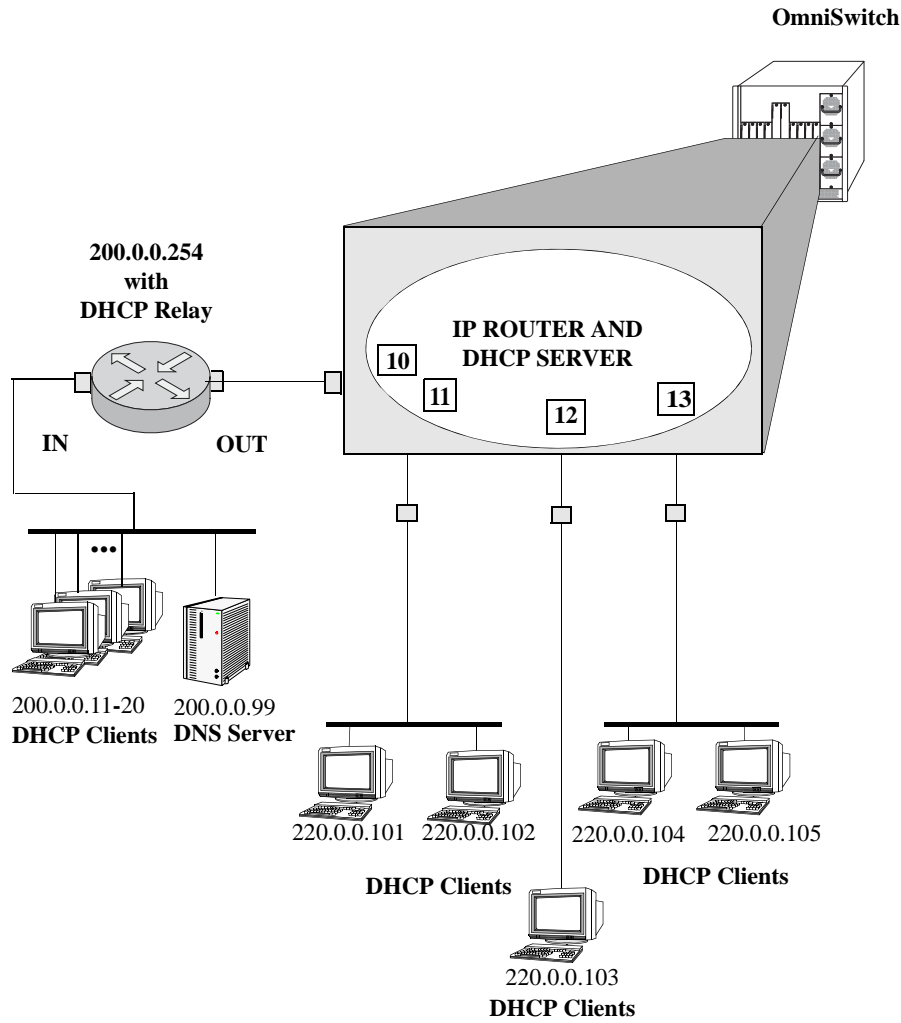 OmniSwitch
200.0.0.254
with
DHCP Relay
IP ROUTER AND
DHCP SERVER
10
11
12
13
IN
OUT
200.0.0.11-20
DHCP Clients
200.0.0.99
DNS Server
220.0.0.101
220.0.0.102
220.0.0.104
220.0.0.105
DHCP Clients
DHCP Clients
220.0.0.103
DHCP Clients